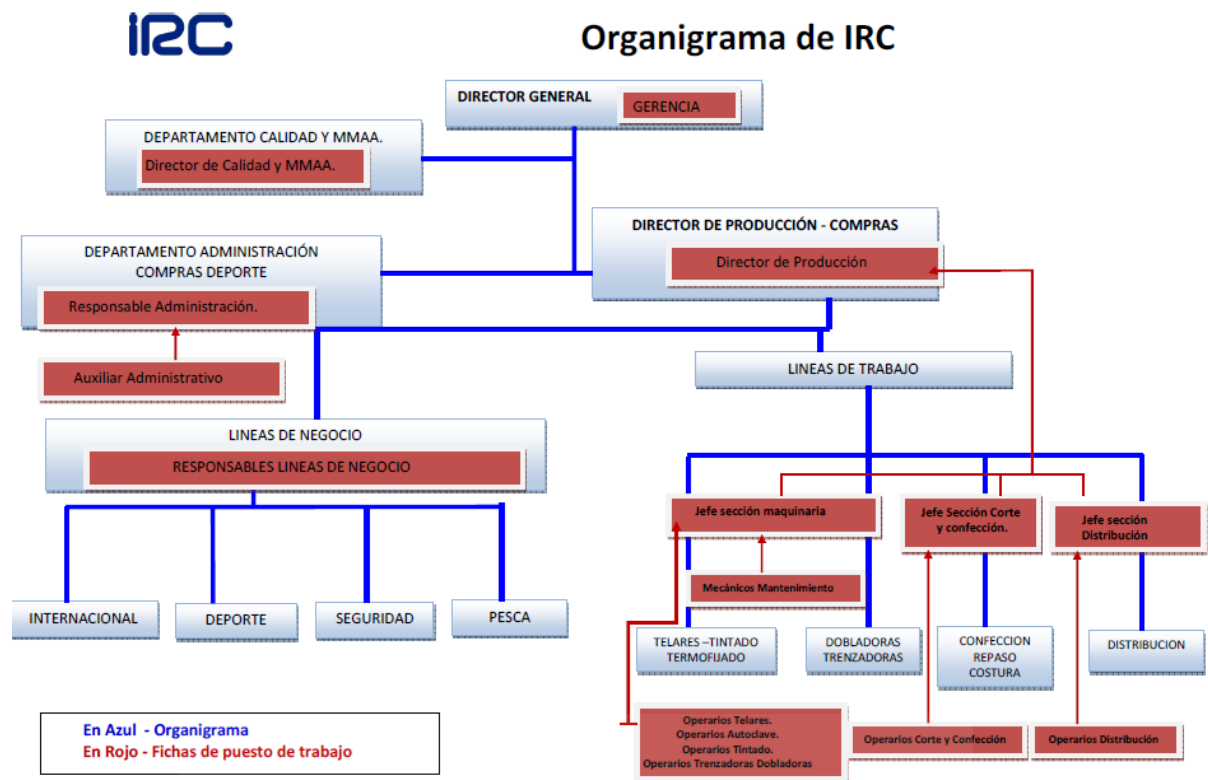 IRC
Organigrama de IRC
DIRECTOR GENERAL
GERENCIA
DEPARTAMENTO CALIDAD Y MMAA.
Director de Calidad y MMAA.
DIRECTOR DE PRODUCCIÓN - COMPRAS
Director de Producción
DEPARTAMENTO ADMINISTRACIÓN
COMPRAS DEPORTE
Responsable Administración.
Auxiliar Administrativo
LINEAS DE TRABAJO
LINEAS DE NEGOCIO
RESPONSABLES LINEAS DE NEGOCIO
Jefe sección maquinaria
Jefe Sección Corte
y confección.
Jefe sección
Distribución
Mecánicos Mantenimiento
INTERNACIONAL
DEPORTE
SEGURIDAD
PESCA
TELARES –TINTADO
TERMOFIJADO
DOBLADORAS
TRENZADORAS
CONFECCION
REPASO
COSTURA
DISTRIBUCION
Operarios Telares.
Operarios Autoclave.
Operarios Tintado.
Operarios Trenzadoras Dobladoras
Operarios Corte y Confección
Operarios Distribución
En Azul - Organigrama
En Rojo - Fichas de puesto de trabajo